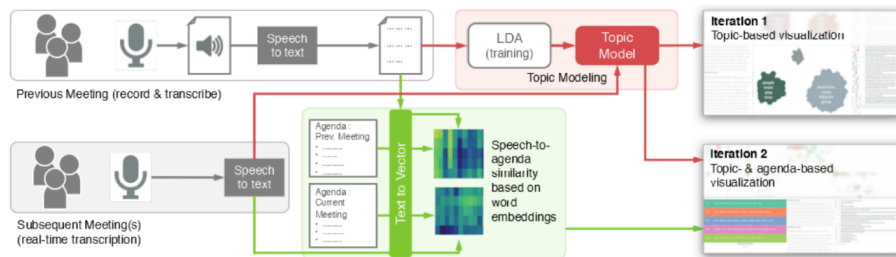 Speech
to text
Previous Meeting (record & transcribe)
LDA
(training)
Topic
Model
Topic Modeling
Iteration 1
Topic-based visualization
Speech
to text
Subsequent Meeting(s)
(real-time transcription)
Agenda :
Prev. Meeting
Agenda :
Current
Meeting
Text to Vector
Speech-to-
agenda
similarity
based on
word
embeddings
Iteration 2
Topic- & agenda-based
visualization